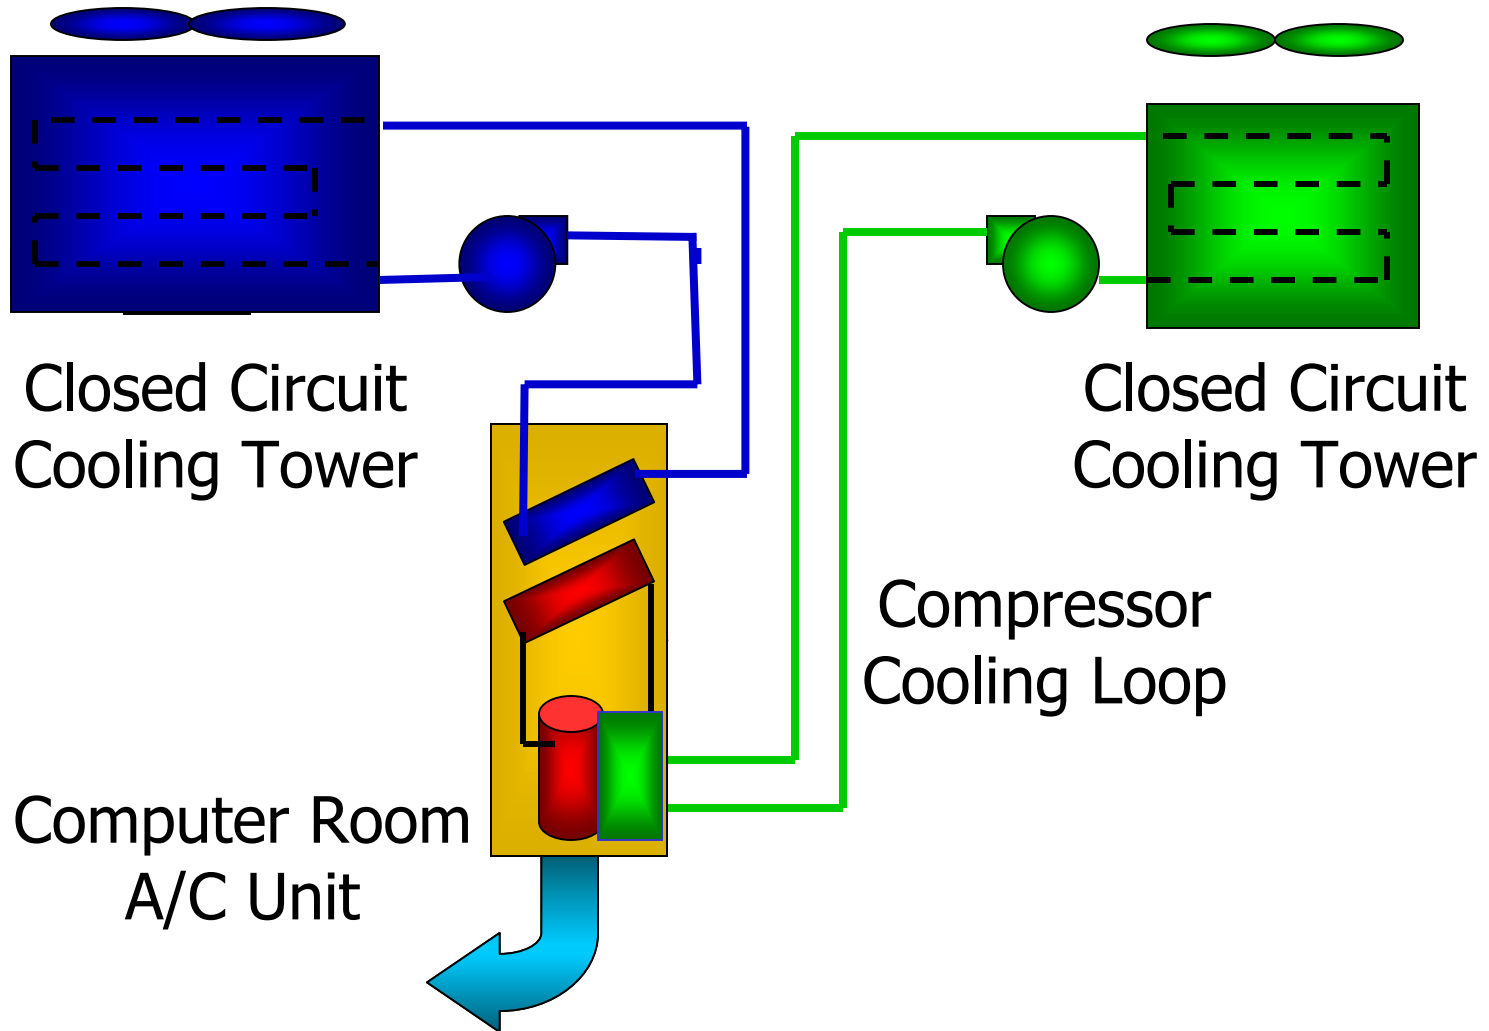 Closed Circuit
Cooling Tower
Closed Circuit
Cooling Tower
Compressor
Cooling Loop
Computer Room
A/C Unit